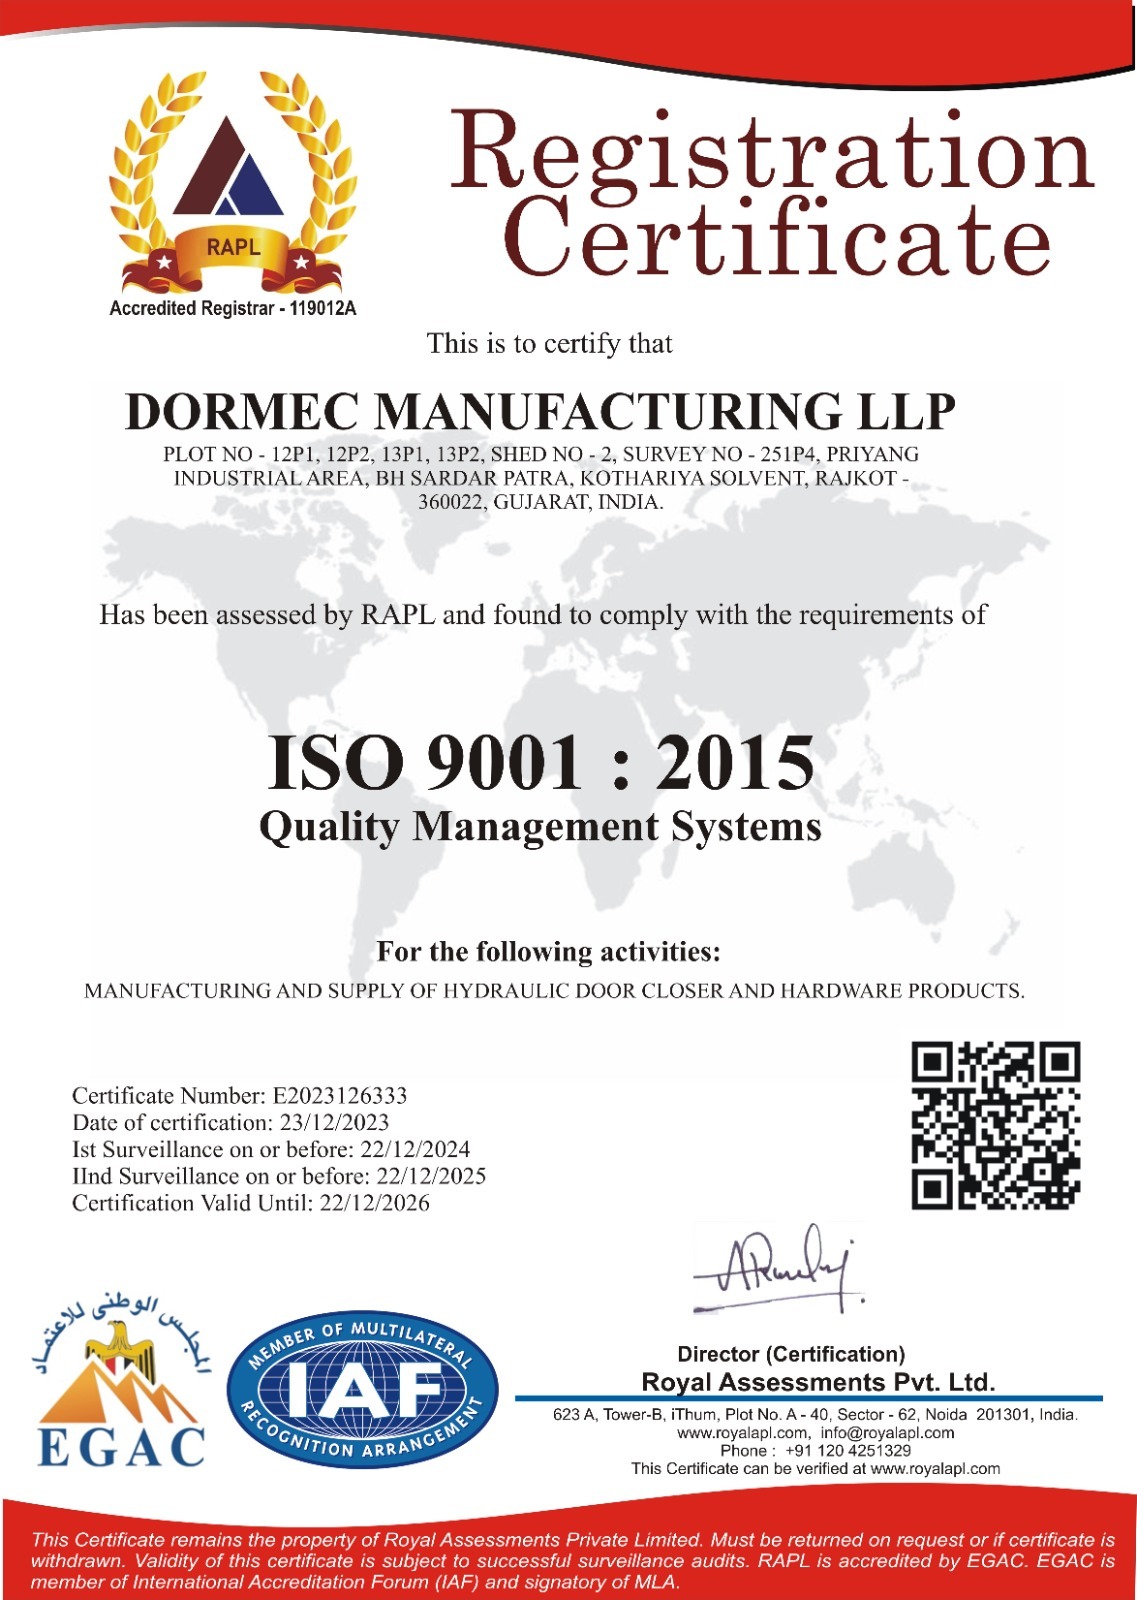 RAPL
Accredited Registrar - 119012A
Registration
Certificate
This is to certify that
DORMEC MANUFACTURING LLP
PLOT NO - 12P1, 12P2, 13P1, 13P2, SHED NO - 2, SURVEY NO - 251P4, PRIYANG
INDUSTRIAL AREA, BH SARDAR PATRA, KOTHARIYA SOLVENT, RAJKOT -
360022, GUJARAT, INDIA.
Has been assessed by RAPL and found to comply with the requirements of
ISO 9001 : 2015
Quality Management Systems
For the following activities:
MANUFACTURING AND SUPPLY OF HYDRAULIC DOOR CLOSER AND HARDWARE PRODUCTS.
Certificate Number: E2023126333
Date of certification: 23/12/2023
Ist Surveillance on or before: 22/12/2024
IInd Surveillance on or before: 22/12/2025
Certification Valid Until: 22/12/2026
المجلس الوطنى للاعتماد
EGAC
MEMBER OF MULTILATERAL
IAF
RECOGNITION ARRANGEMENT
Director (Certification)
Royal Assessments Pvt. Ltd.
623 A, Tower-B, iThum, Plot No. A - 40, Sector - 62, Noida 201301, India.
www.royalapl.com, info@royalapl.com
Phone : +91 120 4251329
This Certificate can be verified at www.royalapl.com
This Certificate remains the property of Royal Assessments Private Limited. Must be returned on request or if certificate is
withdrawn. Validity of this certificate is subject to successful surveillance audits. RAPL is accredited by EGAC. EGAC is
member of International Accreditation Forum (IAF) and signatory of MLA.